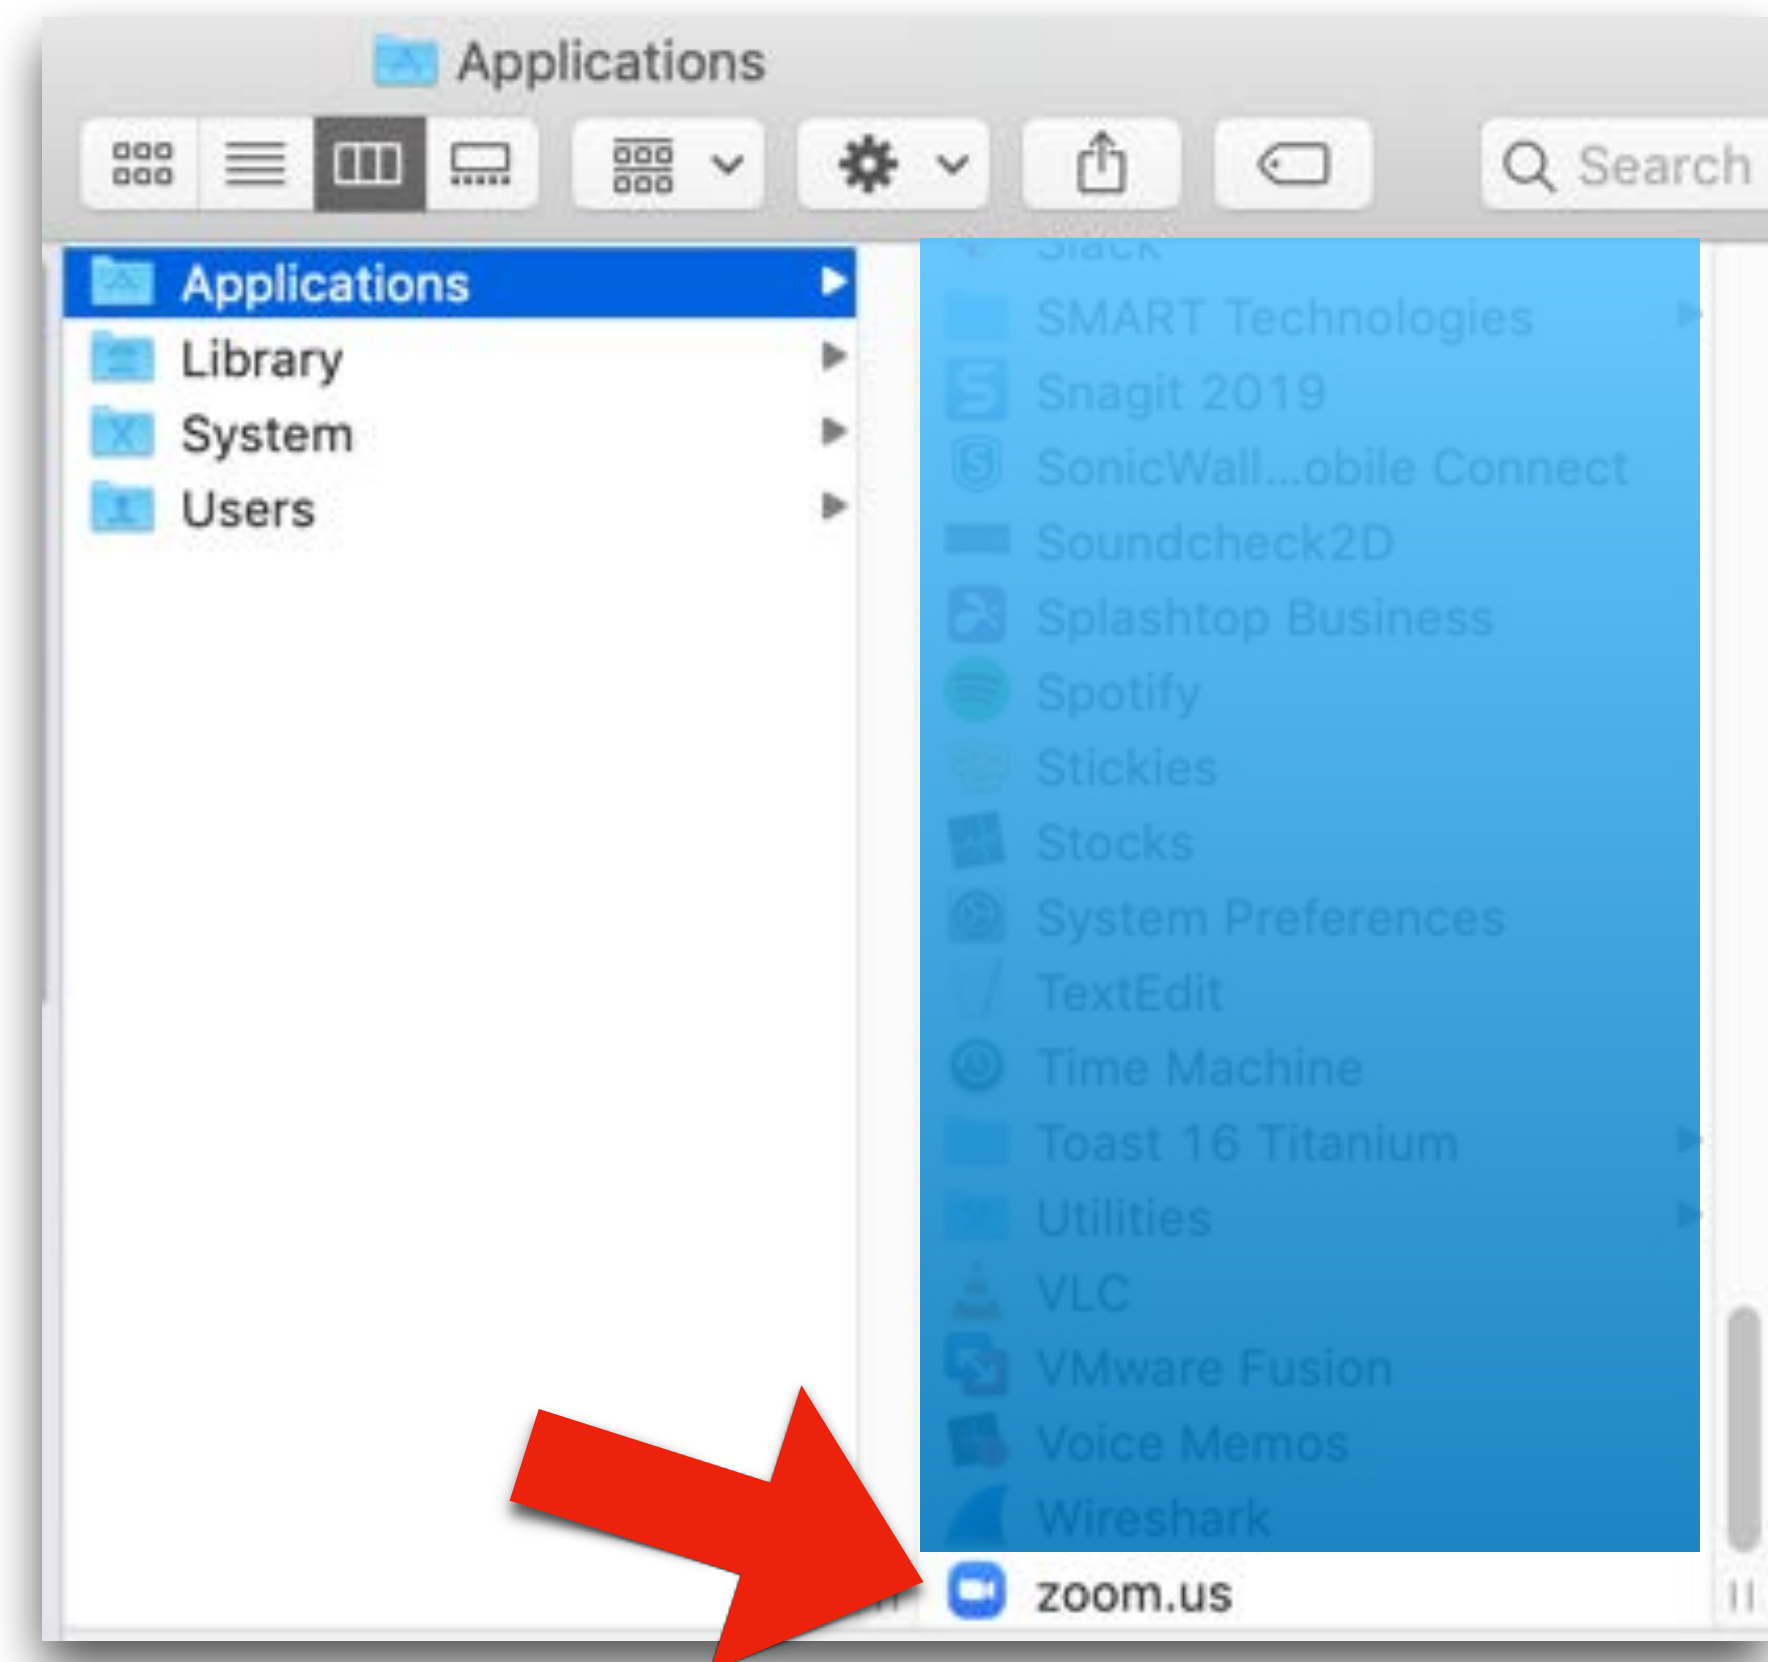 Applications
Search
Applications
Library
System
Users
Slack
SMART Technologies
Snagit 2019
SonicWall...obile Connect
Soundcheck2D
Splashtop Business
Spotify
Stickies
Stocks
System Preferences
TextEdit
Time Machine
Toast 16 Titanium
Utilities
VLC
VMware Fusion
Voice Memos
Wireshark
zoom.us